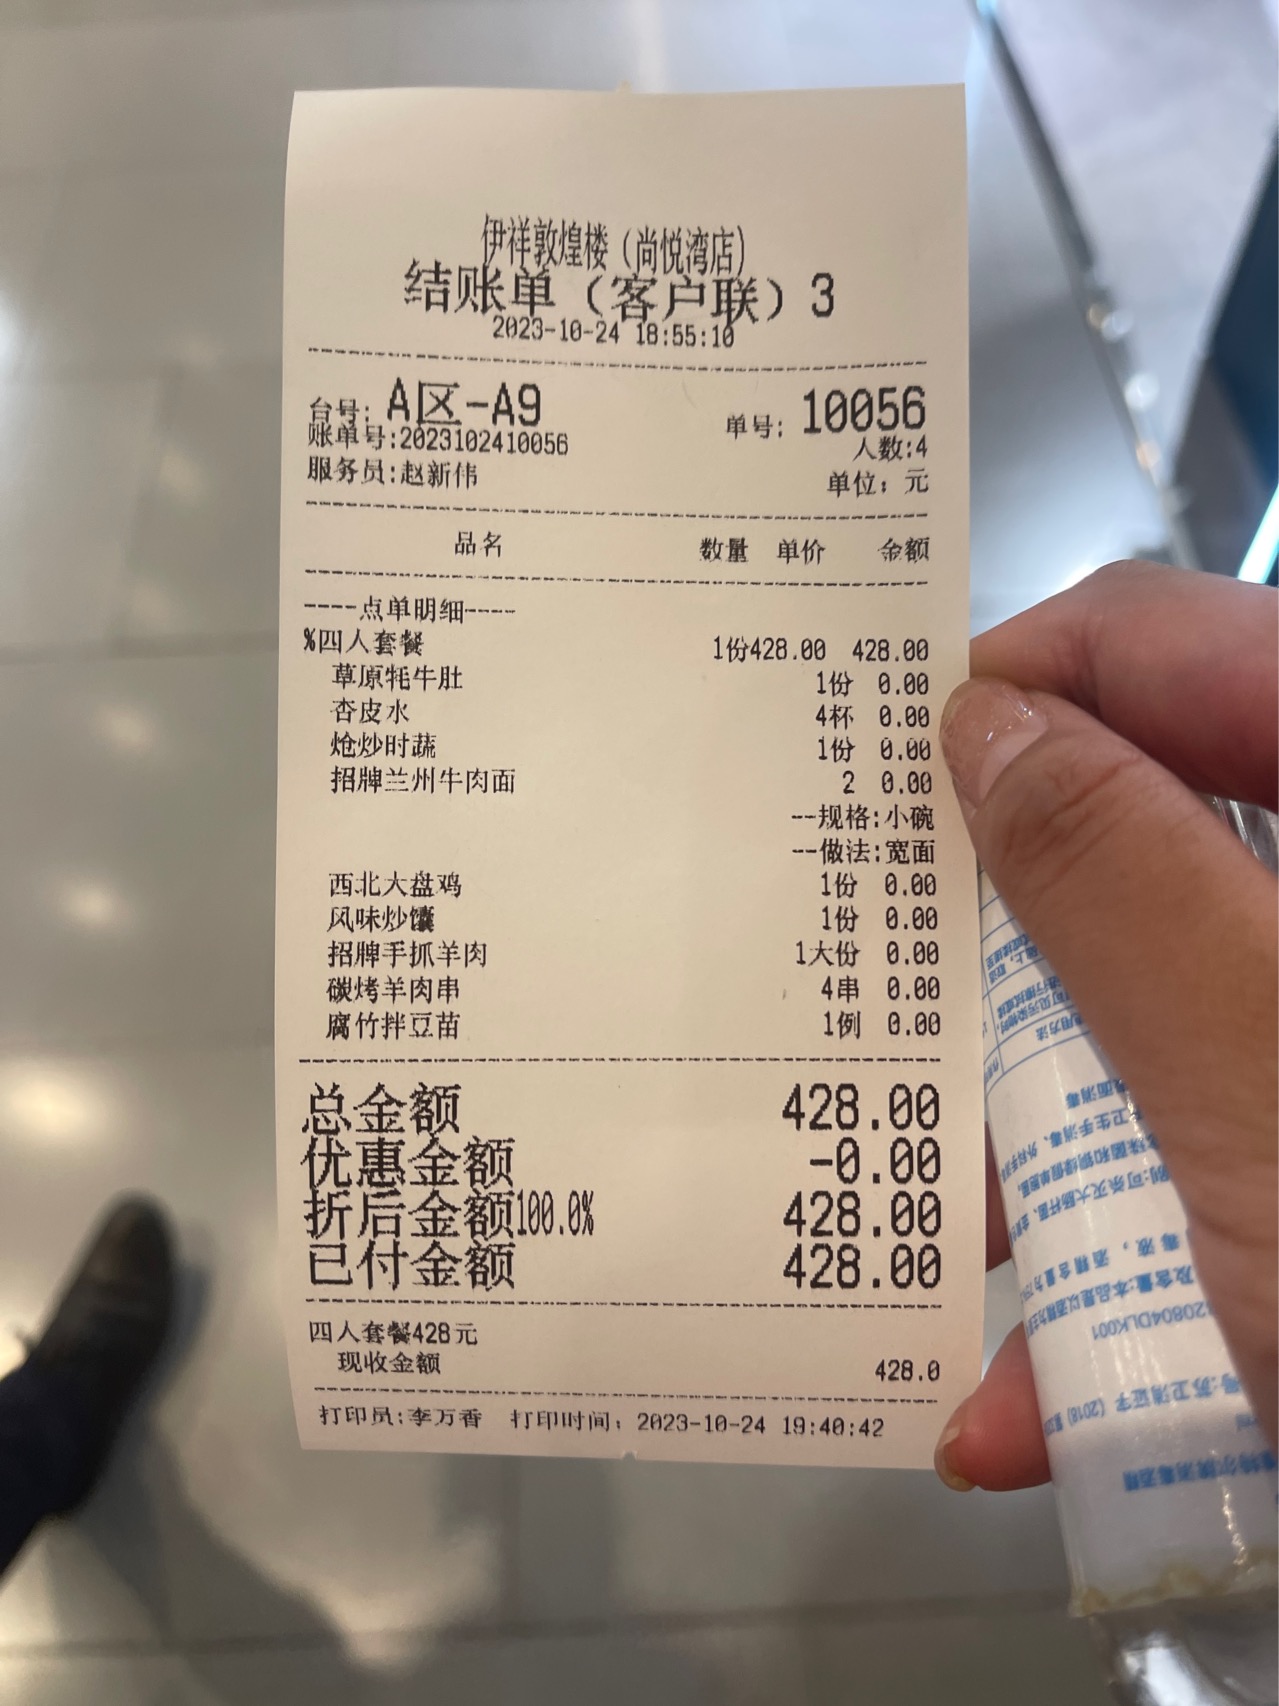 伊祥敦煌楼（尚悦湾店）
结账单（客户联）3
2023-10-24 18:55:10
台号: A区-A9 单号: 10056
账单号:2023102410056 人数:4
服务员:赵新伟 单位：元
品名 数量 单价 金额
----点单明细----
%四人套餐 1份428.00 428.00
草原牦牛肚 1份 0.00
杏皮水 4杯 0.00
炝炒时蔬 1份 0.00
招牌兰州牛肉面 2 0.00
--规格:小碗
--做法:宽面
西北大盘鸡 1份 0.00
风味炒馕 1份 0.00
招牌手抓羊肉 1大份 0.00
碳烤羊肉串 4串 0.00
腐竹拌豆苗 1例 0.00
总金额 428.00
优惠金额 -0.00
折后金额100.0% 428.00
已付金额 428.00
四人套餐428元
现收金额 428.0
打印员:李万香 打印时间: 2023-10-24 19:40:42